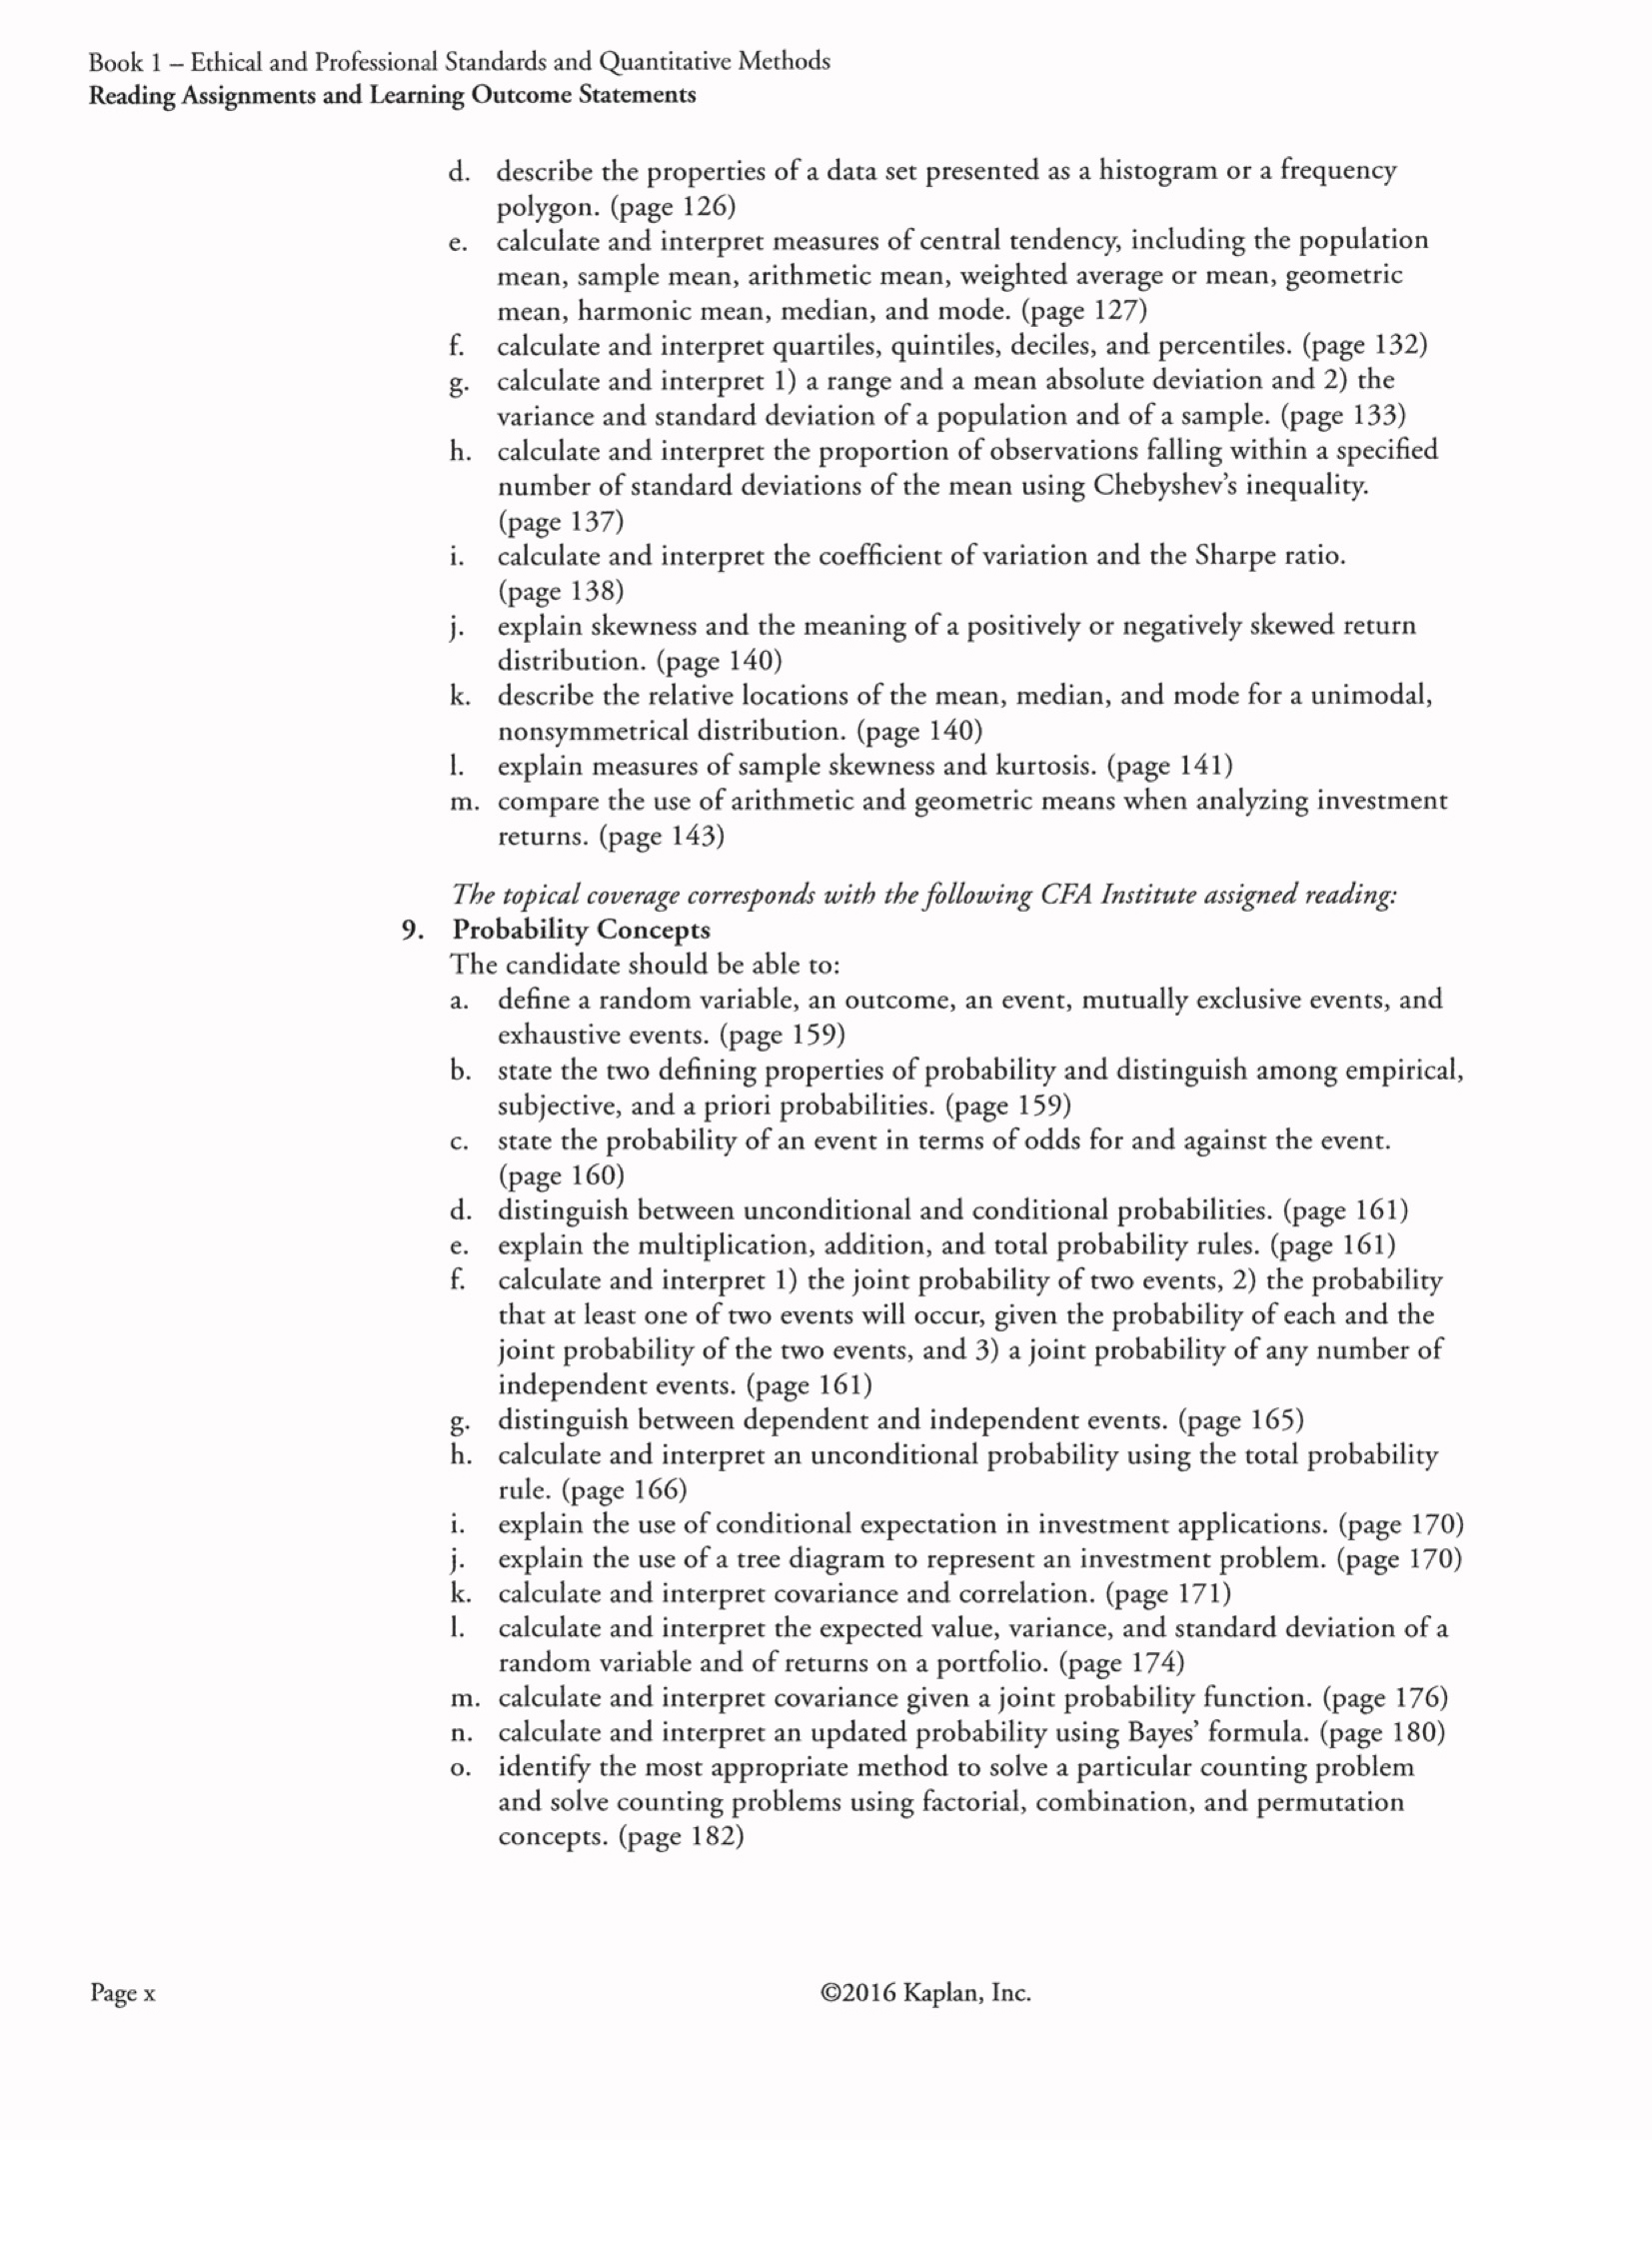 Book 1 – Ethical and Professional Standards and Quantitative Methods
Reading Assignments and Learning Outcome Statements
d. describe the properties of a data set presented as a histogram or a frequency
polygon. (page 126)
e. calculate and interpret measures of central tendency, including the population
mean, sample mean, arithmetic mean, weighted average or mean, geometric
mean, harmonic mean, median, and mode. (page 127)
f. calculate and interpret quartiles, quintiles, deciles, and percentiles. (page 132)
g. calculate and interpret 1) a range and a mean absolute deviation and 2) the
variance and standard deviation of a population and of a sample. (page 133)
h. calculate and interpret the proportion of observations falling within a specified
number of standard deviations of the mean using Chebyshev's inequality.
(page 137)
i. calculate and interpret the coefficient of variation and the Sharpe ratio.
(page 138)
j. explain skewness and the meaning of a positively or negatively skewed return
distribution. (page 140)
k. describe the relative locations of the mean, median, and mode for a unimodal,
nonsymmetrical distribution. (page 140)
l. explain measures of sample skewness and kurtosis. (page 141)
m. compare the use of arithmetic and geometric means when analyzing investment
returns. (page 143)
The topical coverage corresponds with the following CFA Institute assigned reading:
9. Probability Concepts
The candidate should be able to:
a. define a random variable, an outcome, an event, mutually exclusive events, and
exhaustive events. (page 159)
b. state the two defining properties of probability and distinguish among empirical,
subjective, and a priori probabilities. (page 159)
c. state the probability of an event in terms of odds for and against the event.
(page 160)
d. distinguish between unconditional and conditional probabilities. (page 161)
e. explain the multiplication, addition, and total probability rules. (page 161)
f. calculate and interpret 1) the joint probability of two events, 2) the probability
that at least one of two events will occur, given the probability of each and the
joint probability of the two events, and 3) a joint probability of any number of
independent events. (page 161)
g. distinguish between dependent and independent events. (page 165)
h. calculate and interpret an unconditional probability using the total probability
rule. (page 166)
i. explain the use of conditional expectation in investment applications. (page 170)
j. explain the use of a tree diagram to represent an investment problem. (page 170)
k. calculate and interpret covariance and correlation. (page 171)
l. calculate and interpret the expected value, variance, and standard deviation of a
random variable and of returns on a portfolio. (page 174)
m. calculate and interpret covariance given a joint probability function. (page 176)
n. calculate and interpret an updated probability using Bayes' formula. (page 180)
o. identify the most appropriate method to solve a particular counting problem
and solve counting problems using factorial, combination, and permutation
concepts. (page 182)
Page x
©2016 Kaplan, Inc.